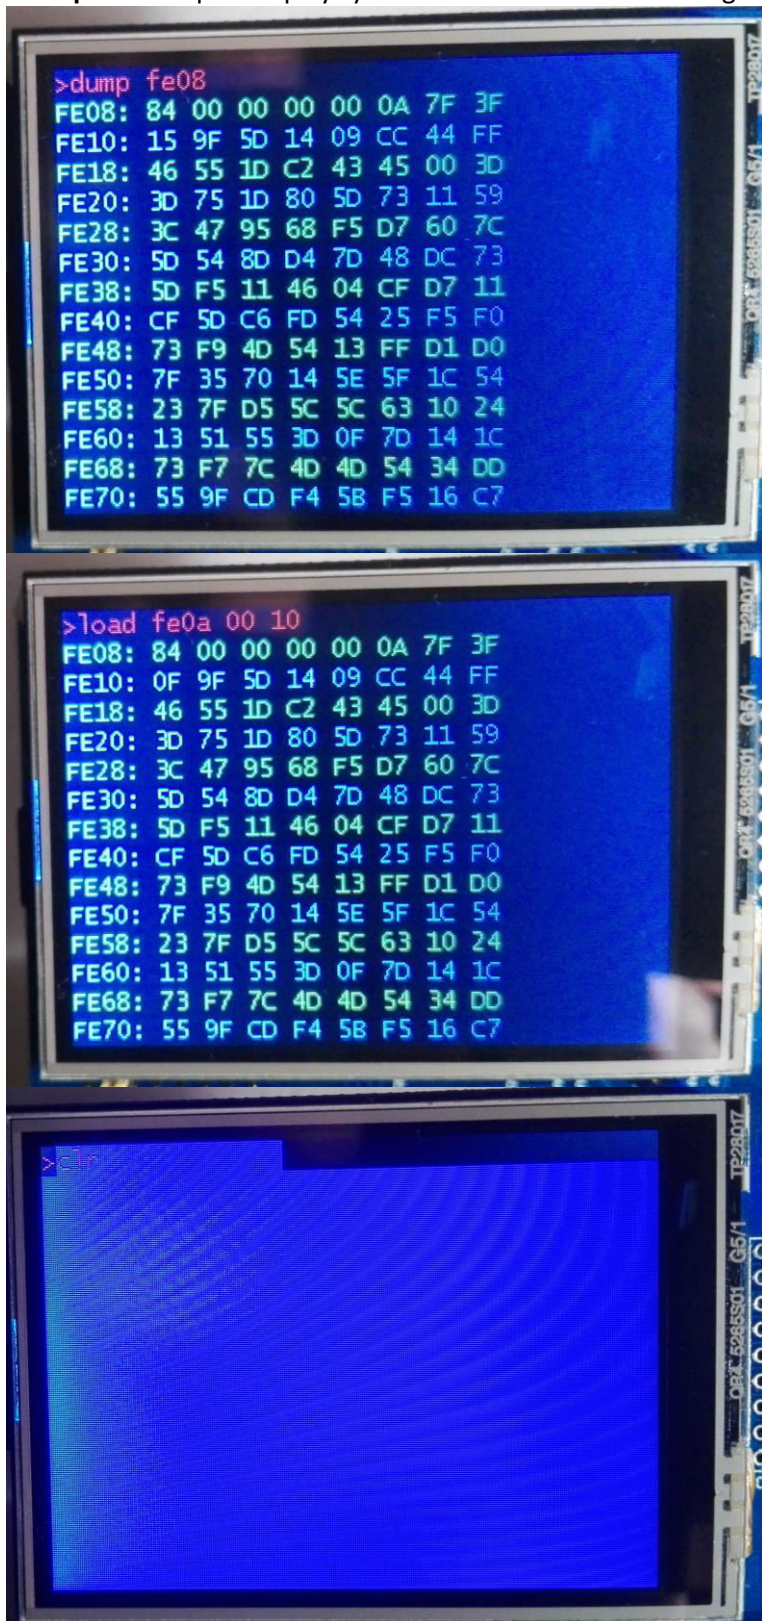 >dump fe08
FE08: 84 00 00 00 00 0A 7F 3F
FE10: 15 9F 5D 14 09 CC 44 FF
FE18: 46 55 1D C2 43 45 00 3D
FE20: 3D 75 1D 80 5D 73 11 59
FE28: 3C 47 95 68 F5 D7 60 7C
FE30: 5D 54 8D D4 7D 48 DC 73
FE38: 5D F5 11 46 04 CF D7 11
FE40: CF 5D C6 FD 54 25 F5 F0
FE48: 73 F9 4D 54 13 FF D1 D0
FE50: 7F 35 70 14 5E 5F 1C 54
FE58: 23 7F D5 5C 5C 63 10 24
FE60: 13 51 55 3D 0F 7D 14 1C
FE68: 73 F7 7C 4D 4D 54 34 DD
FE70: 55 9F CD F4 5B F5 16 C7
TP28017
G5/1
>load fe0a 00 10
FE08: 84 00 00 00 00 0A 7F 3F
FE10: 0F 9F 5D 14 09 CC 44 FF
FE18: 46 55 1D C2 43 45 00 3D
FE20: 3D 75 1D 80 5D 73 11 59
FE28: 3C 47 95 68 F5 D7 60 7C
FE30: 5D 54 8D D4 7D 48 DC 73
FE38: 5D F5 11 46 04 CF D7 11
FE40: CF 5D C6 FD 54 25 F5 F0
FE48: 73 F9 4D 54 13 FF D1 D0
FE50: 7F 35 70 14 5E 5F 1C 54
FE58: 23 7F D5 5C 5C 63 10 24
FE60: 13 51 55 3D 0F 7D 14 1C
FE68: 73 F7 7C 4D 4D 54 34 DD
FE70: 55 9F CD F4 5B F5 16 C7
TP28017
G5/1
>clr
TP28017
G5/1